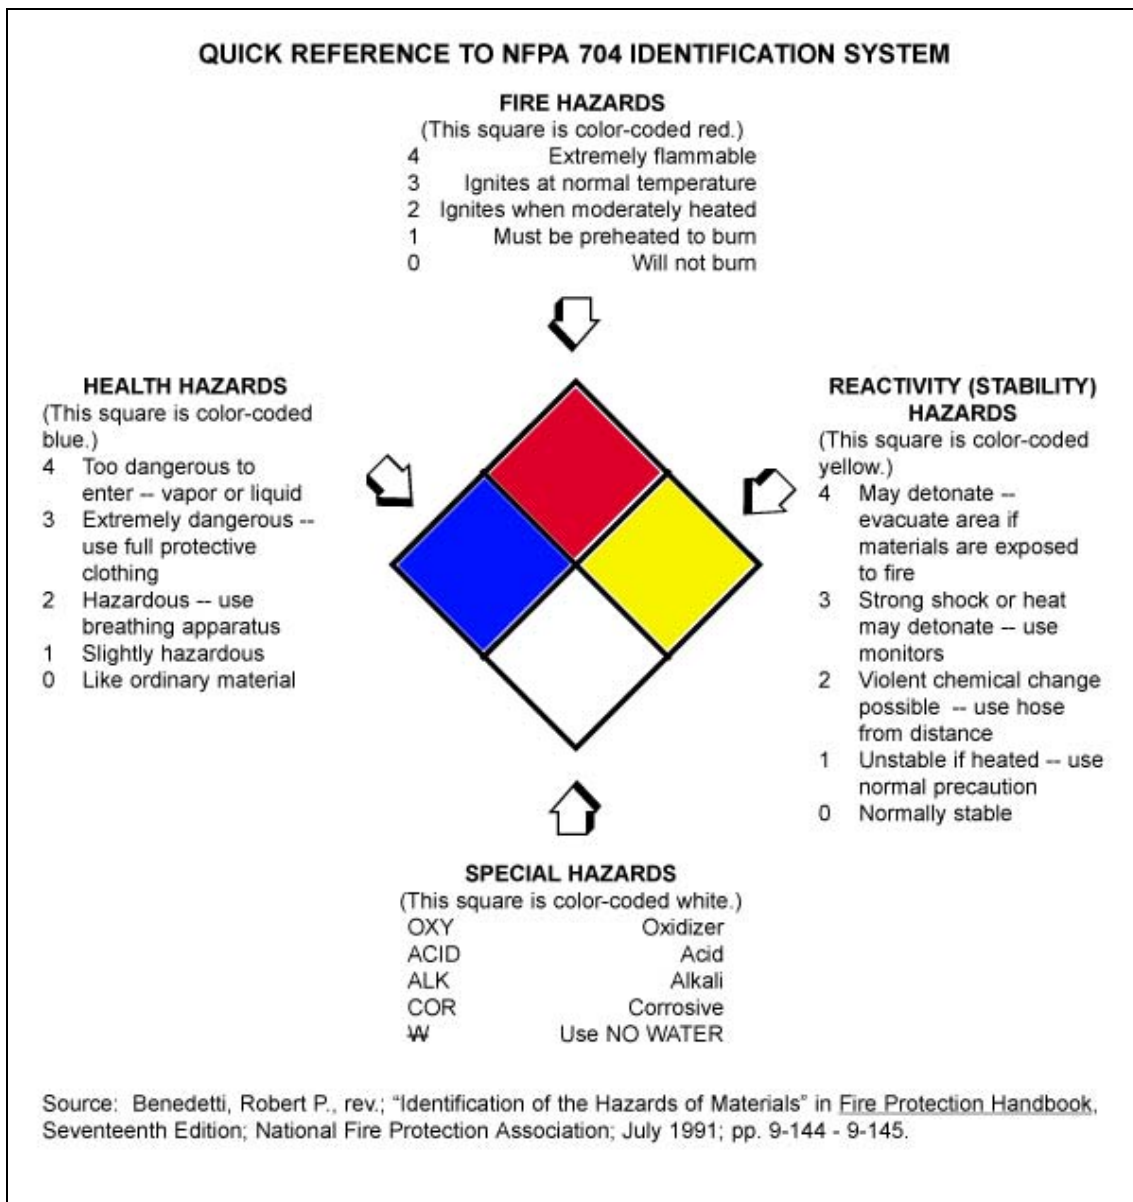 QUICK REFERENCE TO NFPA 704 IDENTIFICATION SYSTEM
FIRE HAZARDS
(This square is color-coded red.)
4 Extremely flammable
3 Ignites at normal temperature
2 Ignites when moderately heated
1 Must be preheated to burn
0 Will not burn
HEALTH HAZARDS
(This square is color-coded
blue.)
4 Too dangerous to
enter -- vapor or liquid
3 Extremely dangerous --
use full protective
clothing
2 Hazardous -- use
breathing apparatus
1 Slightly hazardous
0 Like ordinary material
REACTIVITY (STABILITY)
HAZARDS
(This square is color-coded
yellow.)
4 May detonate --
evacuate area if
materials are exposed
to fire
3 Strong shock or heat
may detonate -- use
monitors
2 Violent chemical change
possible -- use hose
from distance
1 Unstable if heated -- use
normal precaution
0 Normally stable
SPECIAL HAZARDS
(This square is color-coded white.)
OXY Oxidizer
ACID Acid
ALK Alkali
COR Corrosive
W̶ Use NO WATER
Source: Benedetti, Robert P., rev.; “Identification of the Hazards of Materials” in Fire Protection Handbook,
Seventeenth Edition; National Fire Protection Association; July 1991; pp. 9-144 - 9-145.